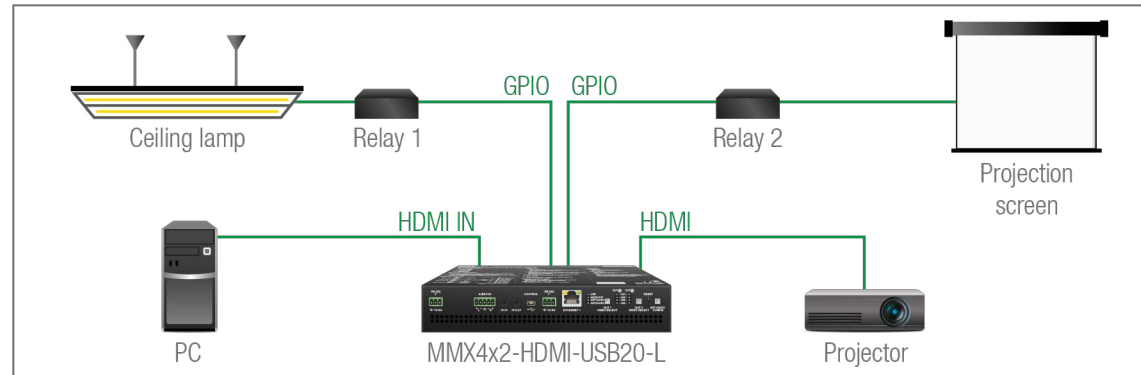 GPIO GPIO
Ceiling lamp
Relay 1
Relay 2
Projection
screen
HDMI IN
HDMI
PC
MMX4x2-HDMI-USB20-L
Projector